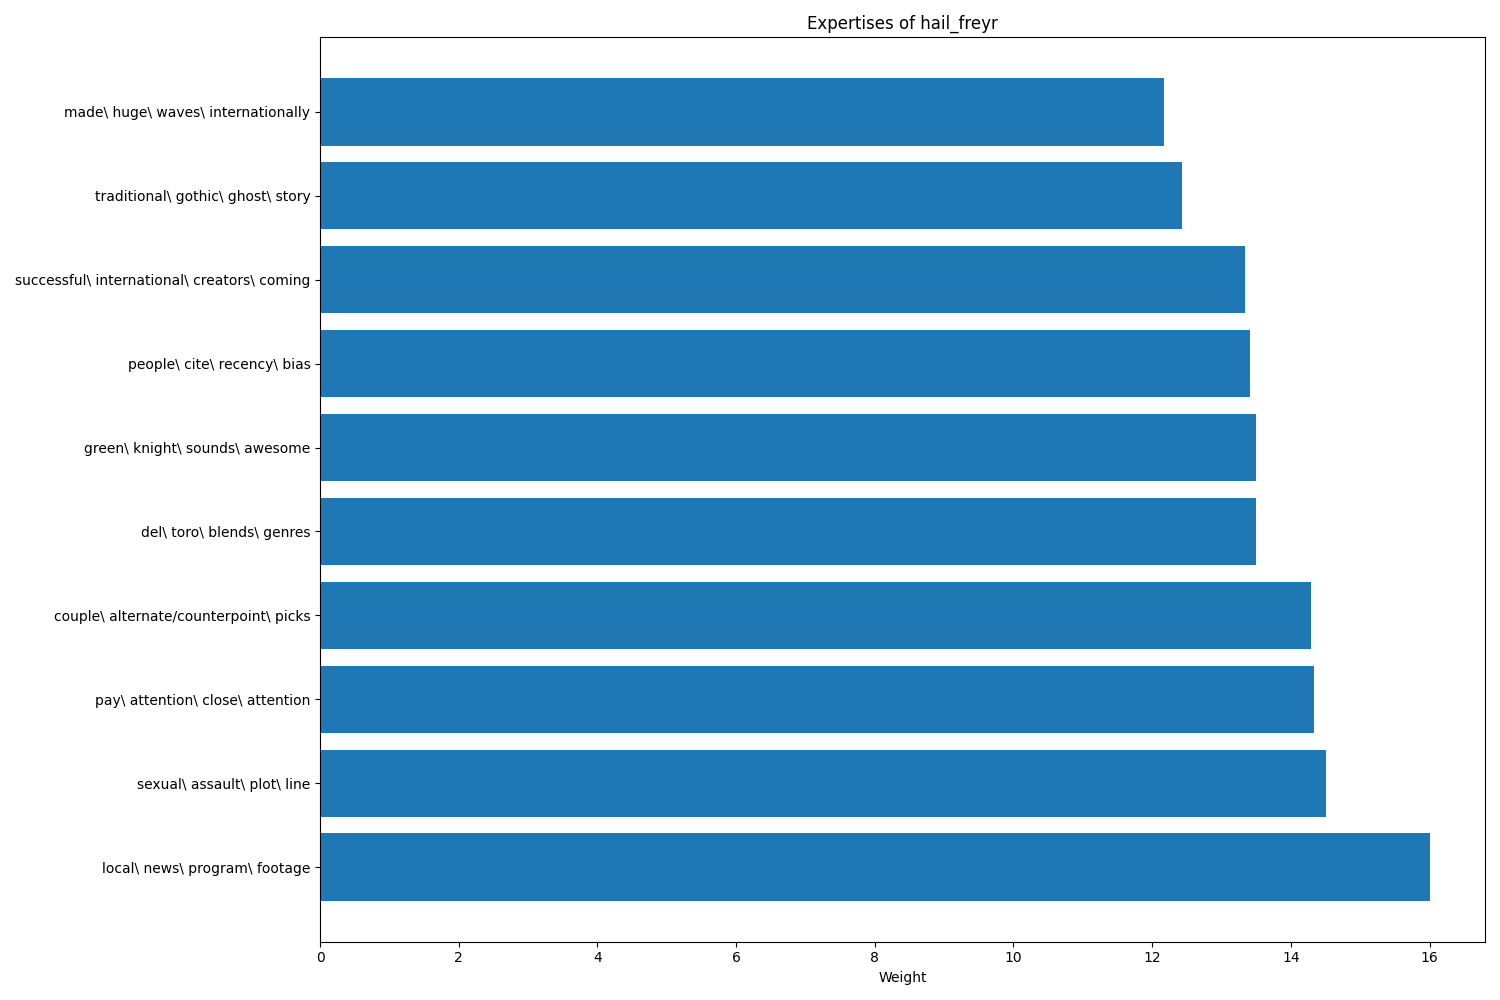 Expertises of hail_freyr
made\ huge\ waves\ internationally
traditional\ gothic\ ghost\ story
successful\ international\ creators\ coming
people\ cite\ recency\ bias
green\ knight\ sounds\ awesome
del\ toro\ blends\ genres
couple\ alternate/counterpoint\ picks
pay\ attention\ close\ attention
sexual\ assault\ plot\ line
local\ news\ program\ footage
0 2 4 6 8 10 12 14 16
Weight